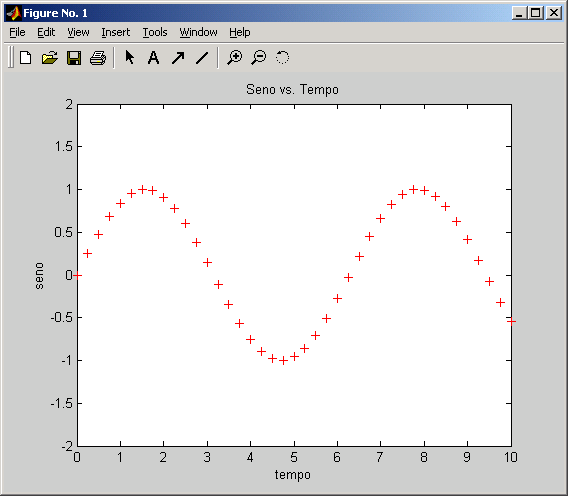 Figure No. 1
File Edit View Insert Tools Window Help
A
Seno vs. Tempo
2
1.5
1
0.5
0
-0.5
-1
-1.5
-2
seno
0 1 2 3 4 5 6 7 8 9 10
tempo